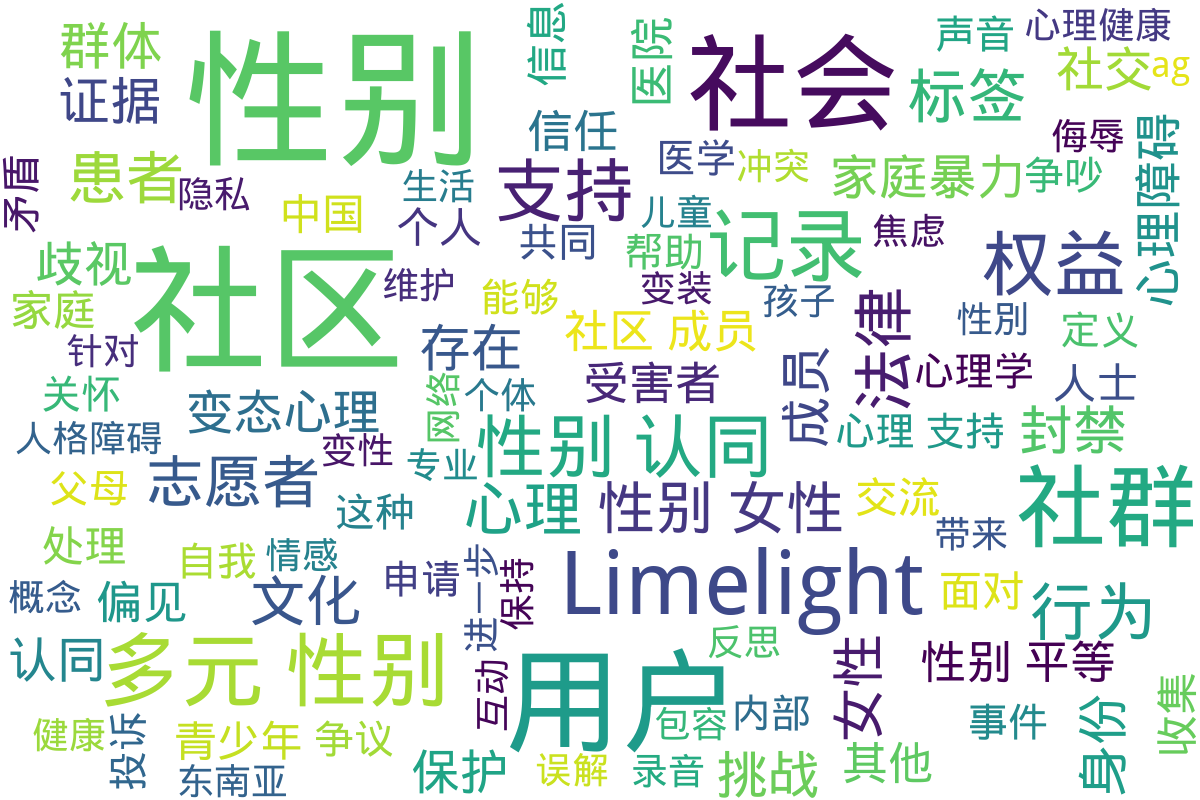 群体
证据
性别
信息
医院
社会
声音
心理健康
社交
ag
标签
患者
隐私
矛盾
中国
生活
个人
信任
支持
医学
冲突
家庭暴力
争吵
侮辱
心理障碍
儿童
共同
帮助
记录
焦虑
权益
歧视
家庭
针对
社区
维护
能够
变装
孩子
性別
定义
存在
社区 成员
受害者
成员
法律
心理学
人士
关怀
变态心理
网络
个体
人格障碍
变性
专业
性别 认同
心理 支持
封禁
父母
志愿者
这种
心理
性别 女性
交流
社群
带来
处理
自我
情感
概念
偏见
文化
申请
进一步
保持
Limelight
面对
行为
认同
多元 性别
互动
用户
反思
女性
性别 平等
包容
内部
事件
身份
收集
健康
投诉
青少年
争议
东南亚
保护
误解
录音
挑战
其他